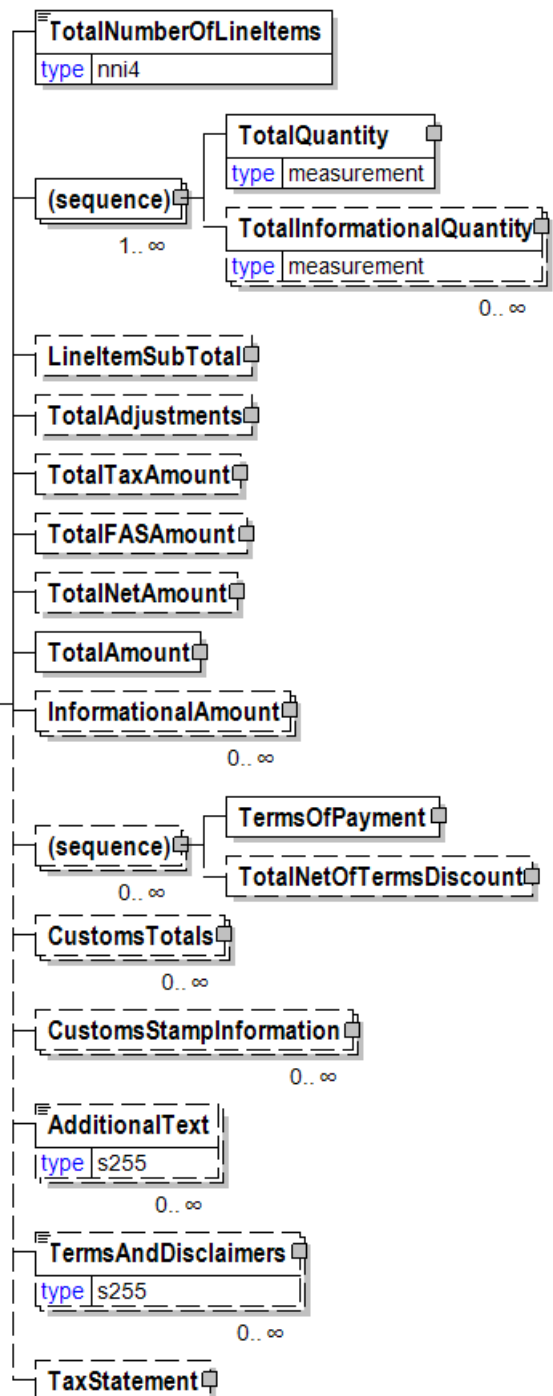 TotalNumberOfLineItems
type nni4
TotalQuantity
type measurement
(sequence)
1.. ∞
TotalInformationalQuantity
type measurement
0.. ∞
LineItemSubTotal
TotalAdjustments
TotalTaxAmount
TotalFASAmount
TotalNetAmount
TotalAmount
InformationalAmount
0.. ∞
TermsOfPayment
(sequence)
0.. ∞
TotalNetOfTermsDiscount
CustomsTotals
0.. ∞
CustomsStampInformation
0.. ∞
AdditionalText
type s255
0.. ∞
TermsAndDisclaimers
type s255
0.. ∞
TaxStatement